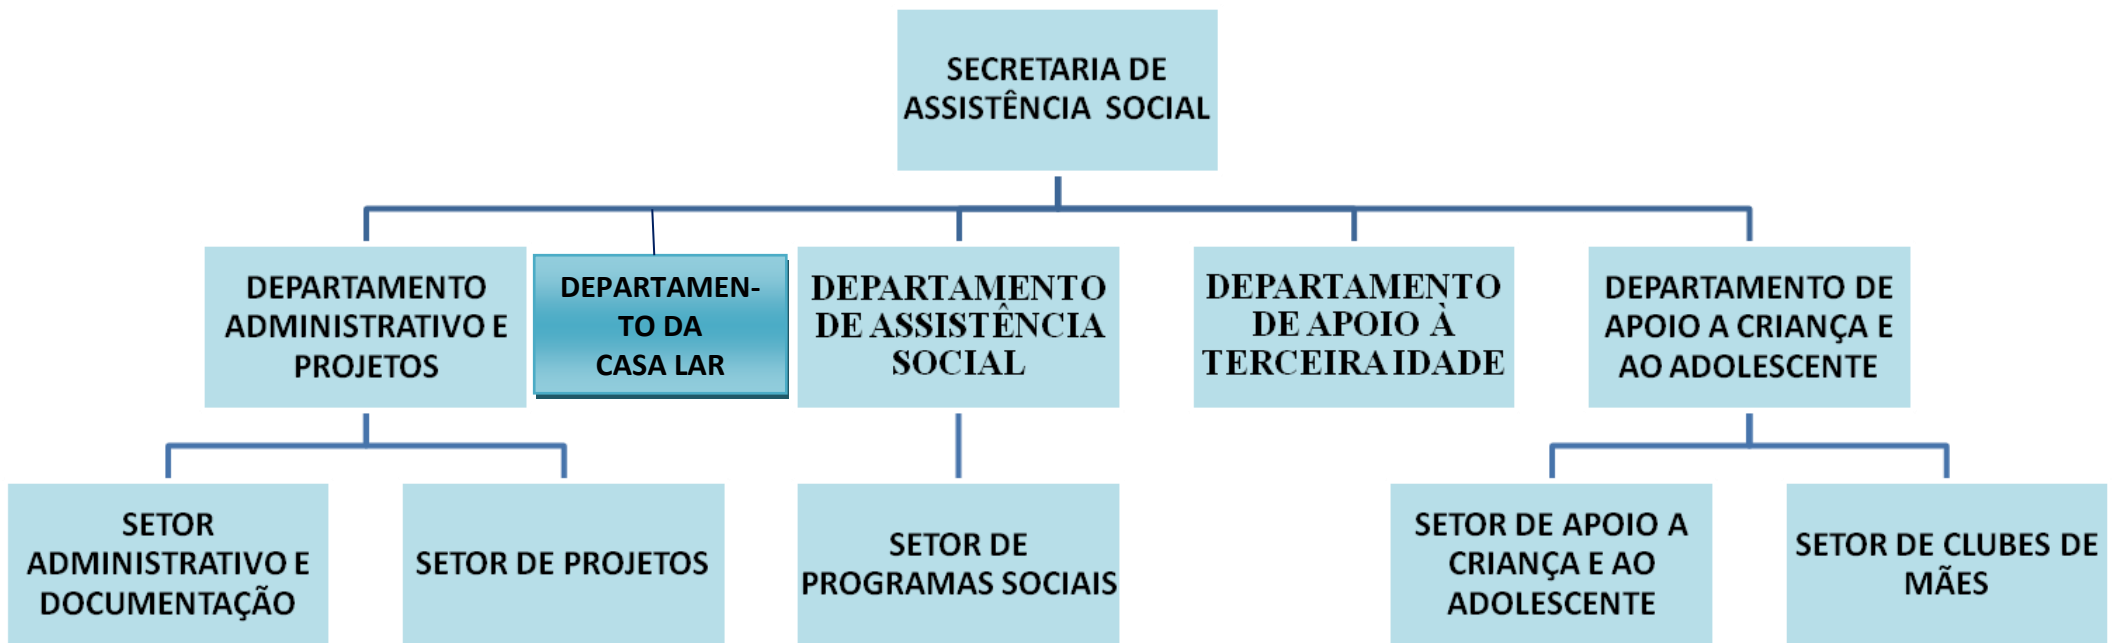 SECRETARIA DE
ASSISTÊNCIA SOCIAL
DEPARTAMENTO
ADMINISTRATIVO E
PROJETOS
DEPARTAMEN-
TO DA
CASA LAR
DEPARTAMENTO
DE ASSISTÊNCIA
SOCIAL
DEPARTAMENTO
DE APOIO À
TERCEIRA IDADE
DEPARTAMENTO DE
APOIO A CRIANÇA E
AO ADOLESCENTE
SETOR
ADMINISTRATIVO E
DOCUMENTAÇÃO
SETOR DE PROJETOS
SETOR DE
PROGRAMAS SOCIAIS
SETOR DE APOIO A
CRIANÇA E AO
ADOLESCENTE
SETOR DE CLUBES DE
MÃES